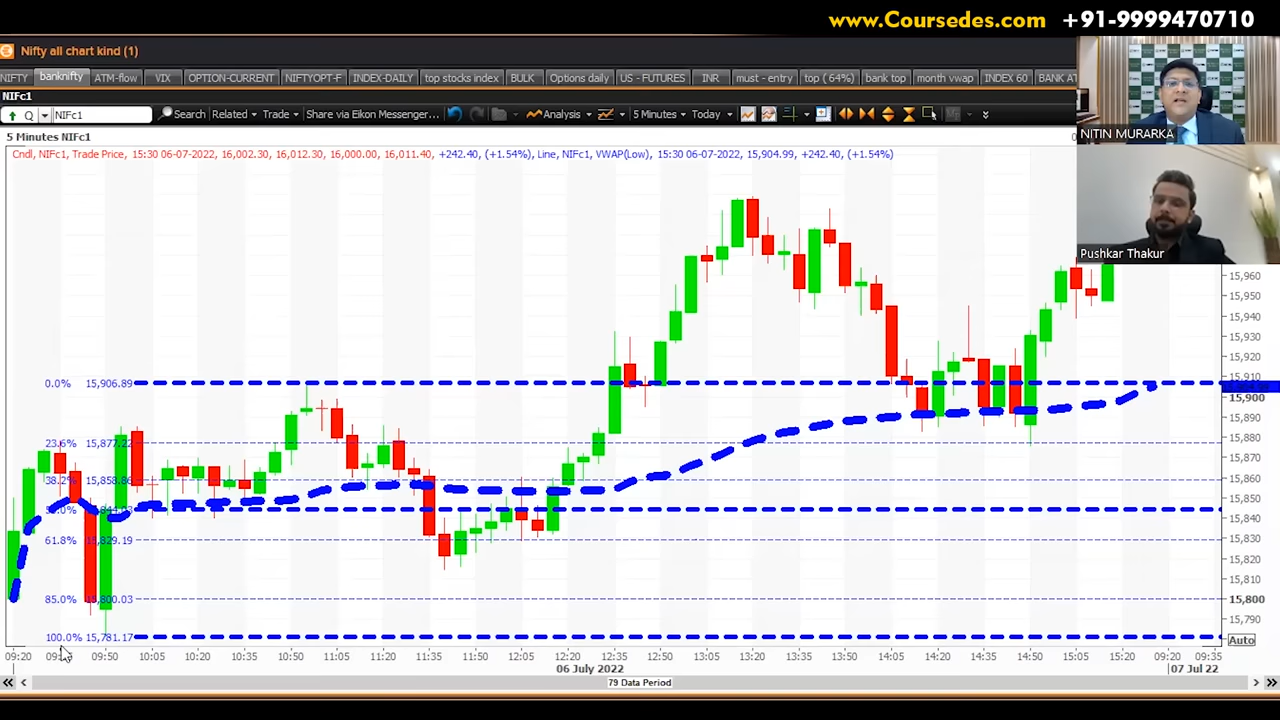 www.Coursedes.com +91-9999470710
Nifty all chart kind (1)
NIFTY banknifty ATM-flow VIX OPTION-CURRENT NIFTYOPT-F INDEX-DAILY top stocks index BULK Options daily US - FUTURES INR must - entry top ( 64%) bank top month vwap INDEX 60 BANK AT
NIFc1
Q NIFc1 Search Related Trade Share via Eikon Messenger... Analysis 5 Minutes Today
5 Minutes NIFc1
Cndl, NIFc1, Trade Price, 15:30 06-07-2022, 16,002.30, 16,012.30, 16,000.00, 16,011.40, +242.40, (+1.54%), Line, NIFc1, VWAP(Low), 15:30 06-07-2022, 15,904.99, +242.40, (+1.54%)
NITIN MURARKA
Pushkar Thakur
15,960
15,950
15,940
15,930
15,920
15,910
15,900
15,890
15,880
15,870
15,860
15,850
15,840
15,830
15,820
15,810
15,800
15,790
Auto
0.0% 15,906.89
23.6% 15,877.22
38.2% 15,858.86
61.8% 15,829.19
85.0% 15,800.03
100.0% 15,781.17
09:20 09:50 10:05 10:20 10:35 10:50 11:05 11:20 11:35 11:50 12:05 12:20 12:35 12:50 13:05 13:20 13:35 13:50 14:05 14:20 14:35 14:50 15:05 15:20 09:20 09:35
06 July 2022 07 Jul 22
79 Data Period